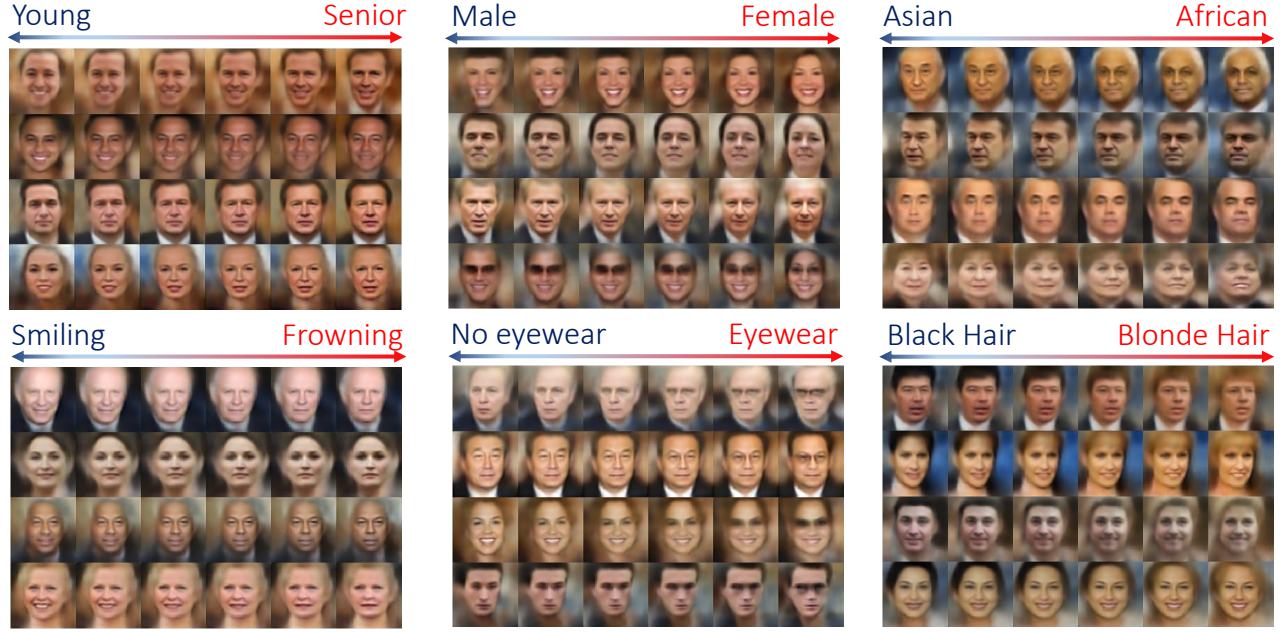 Young Senior
Male Female
Asian African
Smiling Frowning
No eyewear Eyewear
Black Hair Blonde Hair